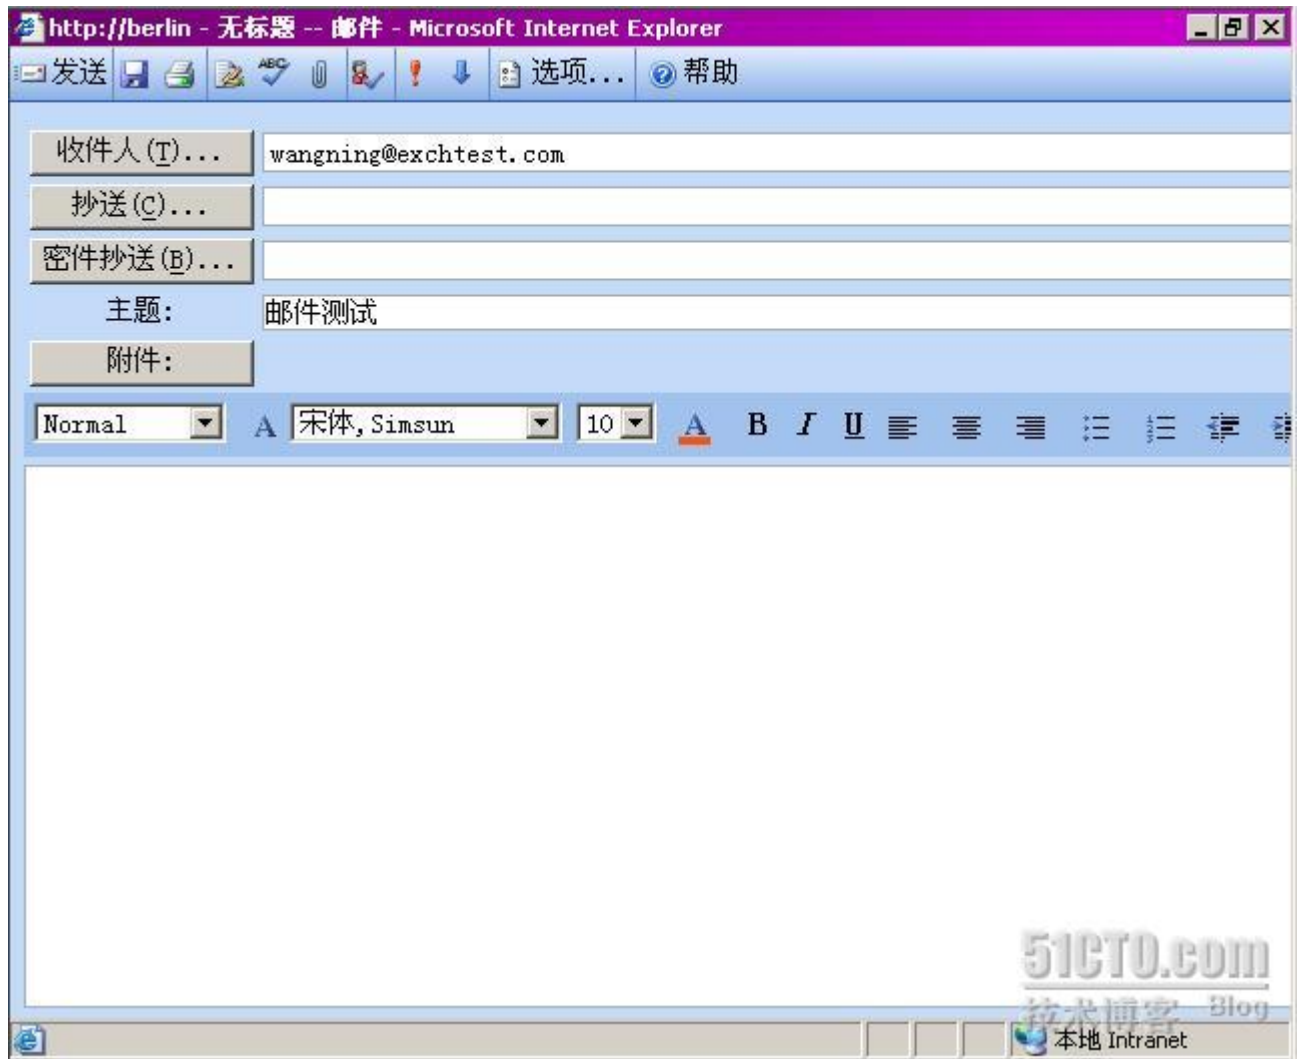 http://berlin - 无标题 -- 邮件 - Microsoft Internet Explorer
发送 ABC 选项... 帮助
收件人(T)... wangning@exchtest.com
抄送(C)...
密件抄送(B)...
主题: 邮件测试
附件:
Normal A 宋体, Simsun 10 A B I U
51CTO.com
技术博客 Blog
本地 Intranet